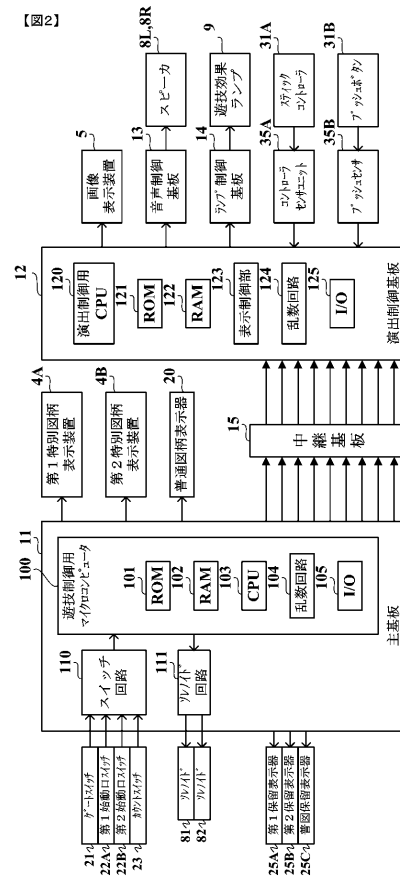 【図2】
21
ゲートスイッチ
22A
第1始動口スイッチ
22B
第2始動口スイッチ
23
カウントスイッチ
81
ソレノイド
82
ソレノイド
25A
第1保留表示器
25B
第2保留表示器
25C
普図保留表示器
11
主基板
110
スイッチ
回路
111
ソレノイド
回路
100
遊技制御用
マイクロコンピュータ
101
ROM
102
RAM
103
CPU
104
乱数回路
105
I/O
4A
第1特別図柄
表示装置
4B
第2特別図柄
表示装置
20
普通図柄表示器
15
中継基板
12
演出制御基板
120
演出制御用
CPU
121
ROM
122
RAM
123
表示制御部
124
乱数回路
125
I/O
5
画像
表示装置
13
音声制御
基板
8L,8R
スピーカ
14
ランプ制御
基板
9
遊技効果
ランプ
35A
コントローラ
センサユニット
31A
スティック
コントローラ
35B
プッシュセンサ
31B
プッシュボタン